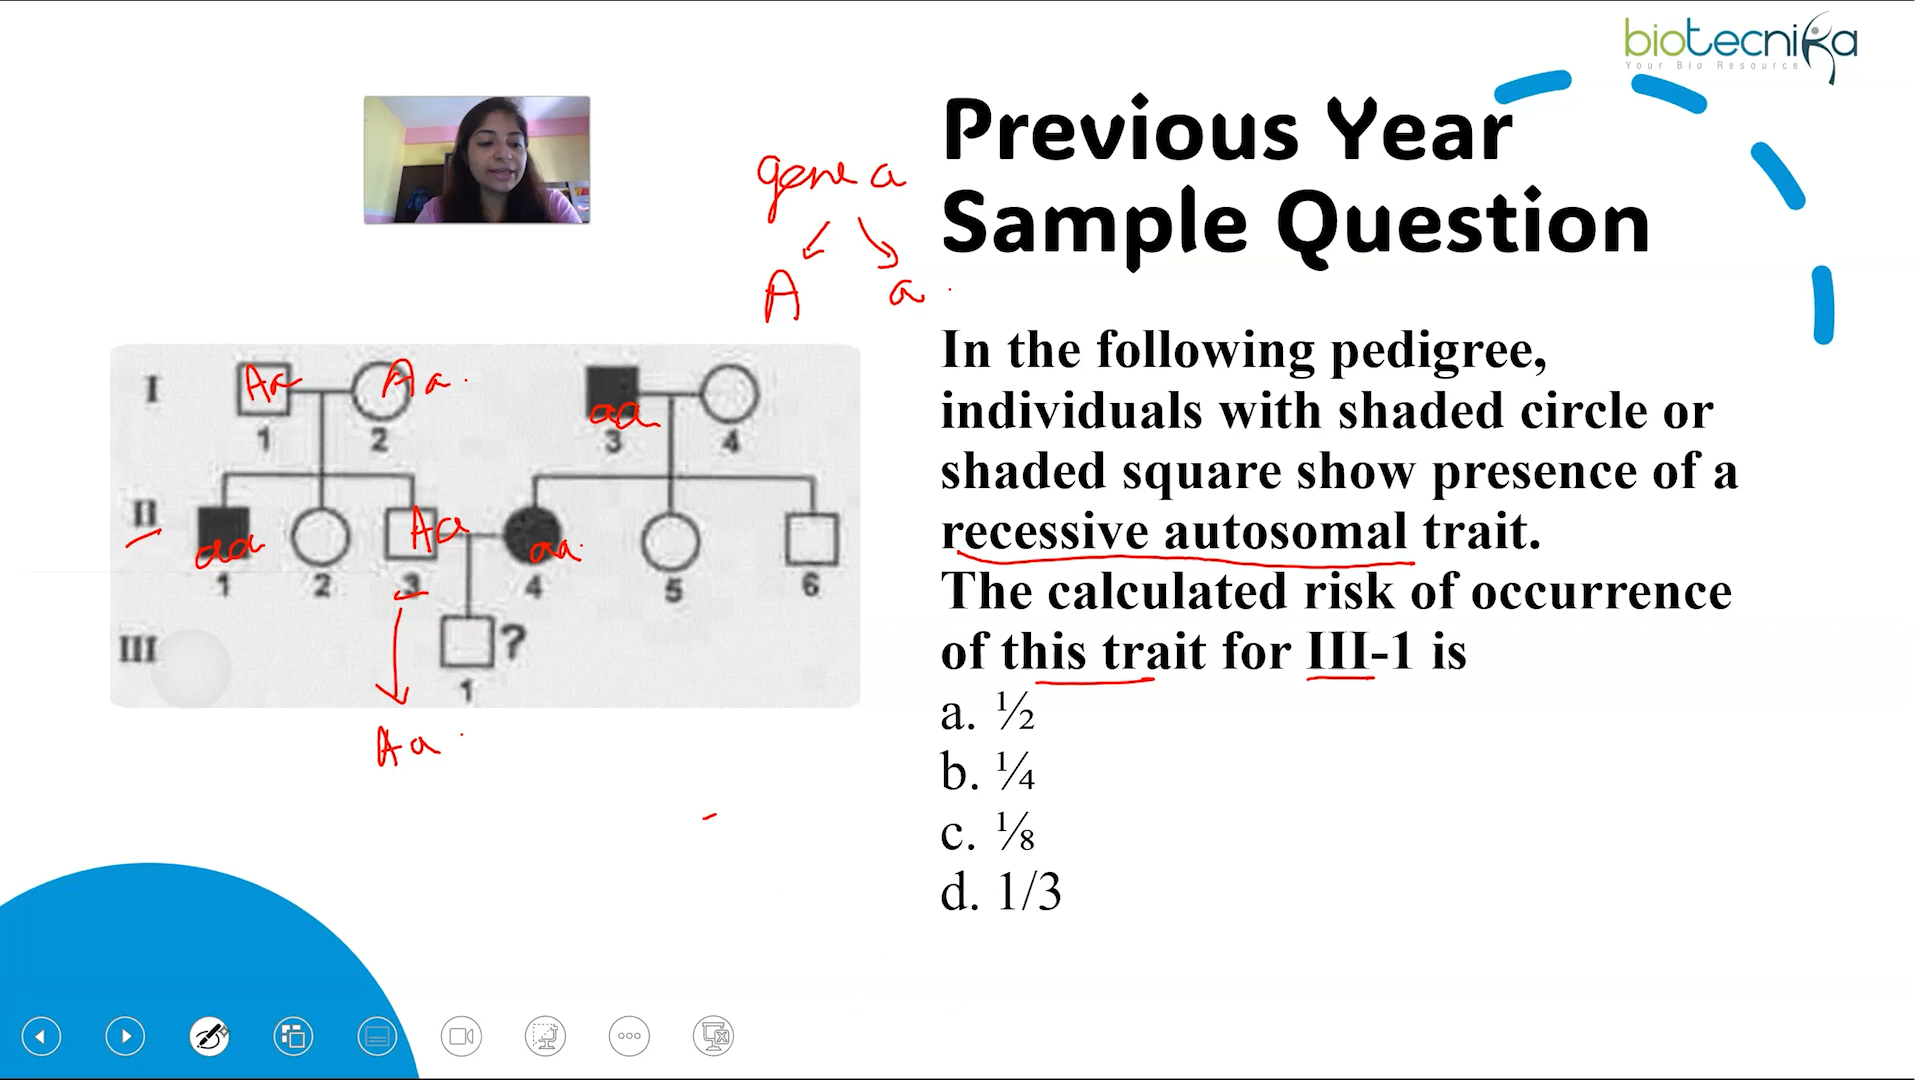 biotecnika
Your Bio Resource
Previous Year
Sample Question
gene a
A a
In the following pedigree,
individuals with shaded circle or
shaded square show presence of a
recessive autosomal trait.
The calculated risk of occurrence
of this trait for III-1 is
a. ½
b. ¼
c. ⅛
d. 1/3
I
Aa Aa
aa
1 2 3 4
II
aa Aa aa
1 2 3 4 5 6
III
?
1
Aa